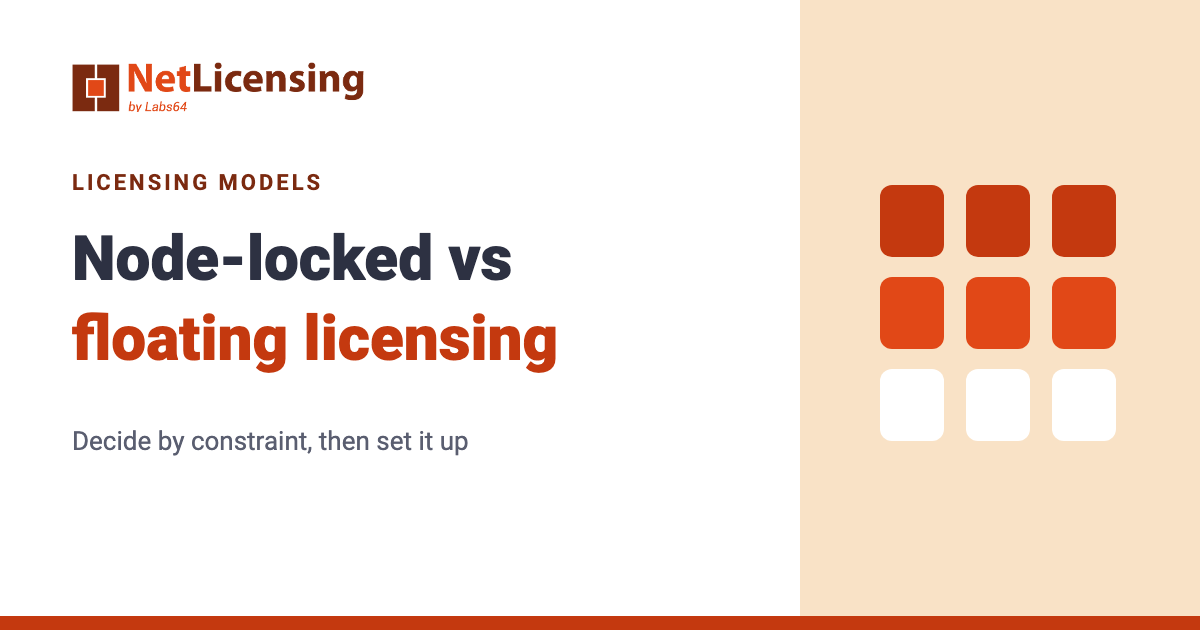 NetLicensing
by Labs64
LICENSING MODELS
Node-locked vs
floating licensing
Decide by constraint, then set it up